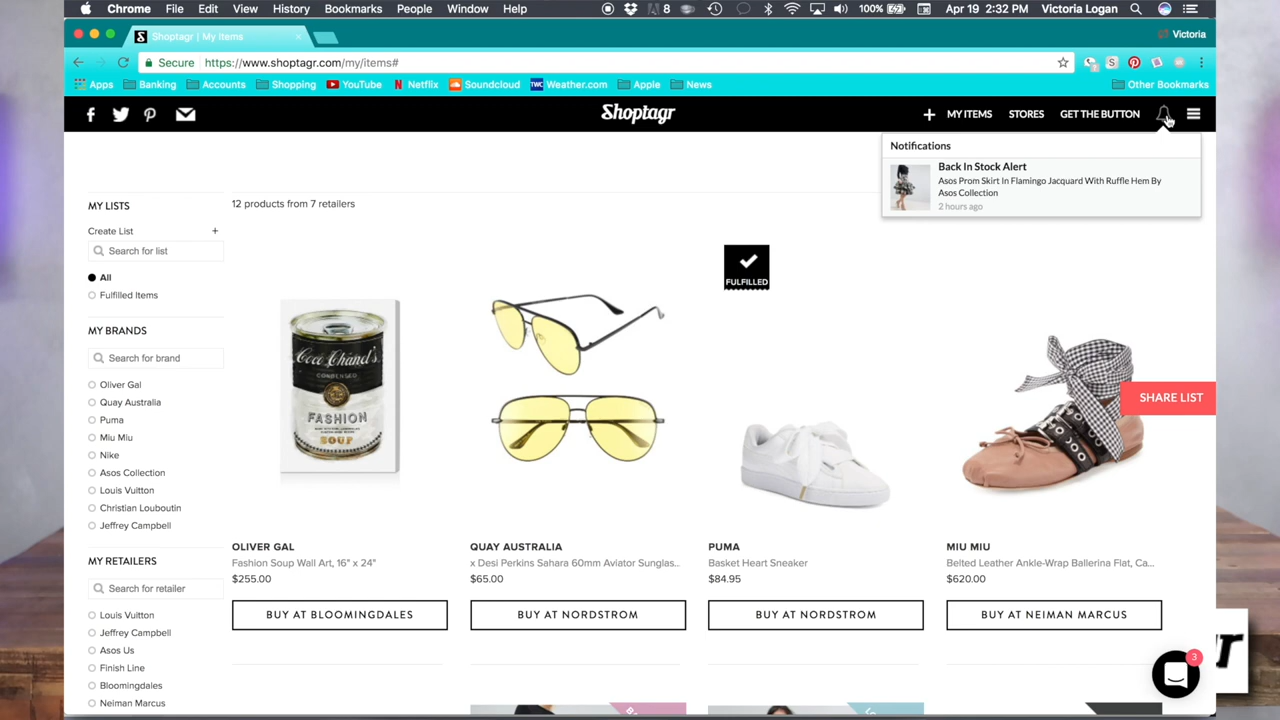 Chrome File Edit View History Bookmarks People Window Help
8 100% Apr 19 2:32 PM Victoria Logan
Shoptagr | My Items
Victoria
Secure https://www.shoptagr.com/my/items#
Apps Banking Accounts Shopping YouTube Netflix Soundcloud Weather.com Apple News Other Bookmarks
Shoptagr
MY ITEMS STORES GET THE BUTTON
Notifications
Back In Stock Alert
Asos Prom Skirt In Flamingo Jacquard With Ruffle Hem By
Asos Collection
2 hours ago
12 products from 7 retailers
MY LISTS
Create List +
Search for list
All
Fulfilled Items
MY BRANDS
Search for brand
Oliver Gal
Quay Australia
Puma
Miu Miu
Nike
Asos Collection
Louis Vuitton
Christian Louboutin
Jeffrey Campbell
MY RETAILERS
Search for retailer
Louis Vuitton
Jeffrey Campbell
Asos Us
Finish Line
Bloomingdales
Neiman Marcus
Coco Chand's
CONDENSED
FASHION
SOUP
FULFILLED
SHARE LIST
OLIVER GAL
Fashion Soup Wall Art, 16" x 24"
$255.00
BUY AT BLOOMINGDALES
QUAY AUSTRALIA
x Desi Perkins Sahara 60mm Aviator Sunglas..
$65.00
BUY AT NORDSTROM
PUMA
Basket Heart Sneaker
$84.95
BUY AT NORDSTROM
MIU MIU
Belted Leather Ankle-Wrap Ballerina Flat, Ca...
$620.00
BUY AT NEIMAN MARCUS
3